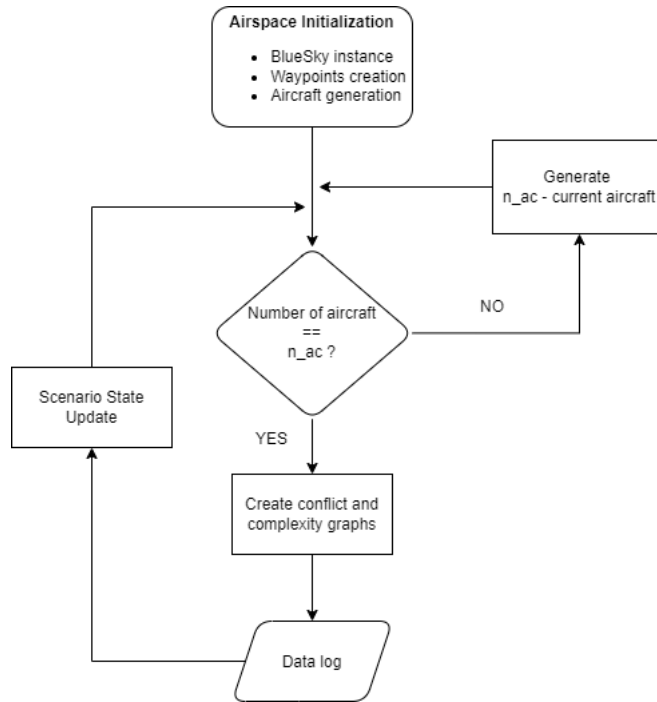 Airspace Initialization
• BlueSky instance
• Waypoints creation
• Aircraft generation
Generate
n_ac - current aircraft
Number of aircraft
==
n_ac ?
NO
Scenario State
Update
YES
Create conflict and
complexity graphs
Data log